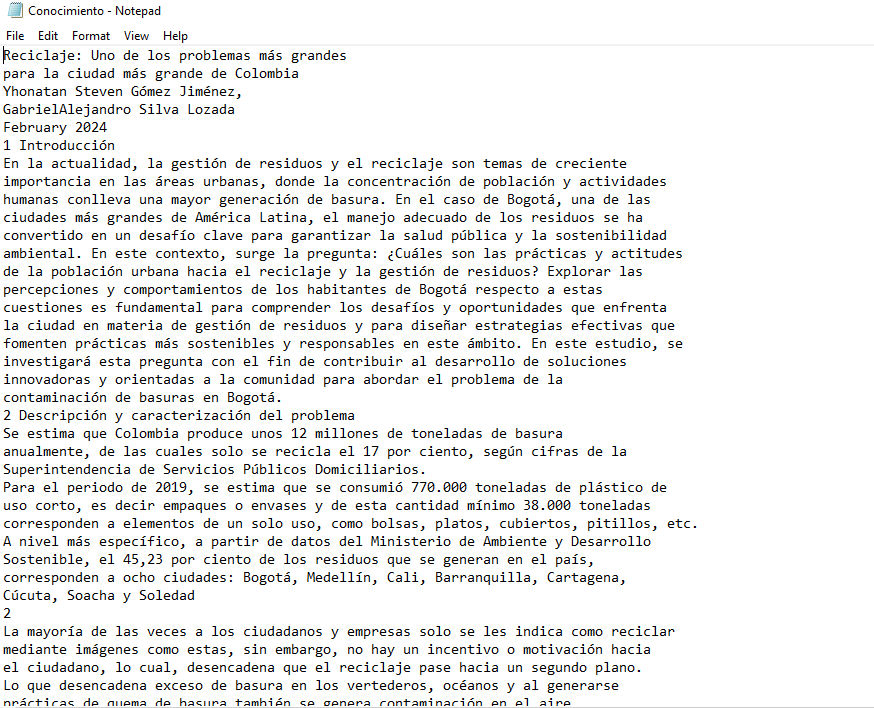 Conocimiento - Notepad
File Edit Format View Help
Reciclaje: Uno de los problemas más grandes
para la ciudad más grande de Colombia
Yhonatan Steven Gómez Jiménez,
GabrielAlejandro Silva Lozada
February 2024
1 Introducción
En la actualidad, la gestión de residuos y el reciclaje son temas de creciente
importancia en las áreas urbanas, donde la concentración de población y actividades
humanas conlleva una mayor generación de basura. En el caso de Bogotá, una de las
ciudades más grandes de América Latina, el manejo adecuado de los residuos se ha
convertido en un desafío clave para garantizar la salud pública y la sostenibilidad
ambiental. En este contexto, surge la pregunta: ¿Cuáles son las prácticas y actitudes
de la población urbana hacia el reciclaje y la gestión de residuos? Explorar las
percepciones y comportamientos de los habitantes de Bogotá respecto a estas
cuestiones es fundamental para comprender los desafíos y oportunidades que enfrenta
la ciudad en materia de gestión de residuos y para diseñar estrategias efectivas que
fomenten prácticas más sostenibles y responsables en este ámbito. En este estudio, se
investigará esta pregunta con el fin de contribuir al desarrollo de soluciones
innovadoras y orientadas a la comunidad para abordar el problema de la
contaminación de basuras en Bogotá.
2 Descripción y caracterización del problema
Se estima que Colombia produce unos 12 millones de toneladas de basura
anualmente, de las cuales solo se recicla el 17 por ciento, según cifras de la
Superintendencia de Servicios Públicos Domiciliarios.
Para el periodo de 2019, se estima que se consumió 770.000 toneladas de plástico de
uso corto, es decir empaques o envases y de esta cantidad mínimo 38.000 toneladas
corresponden a elementos de un solo uso, como bolsas, platos, cubiertos, pitillos, etc.
A nivel más específico, a partir de datos del Ministerio de Ambiente y Desarrollo
Sostenible, el 45,23 por ciento de los residuos que se generan en el país,
corresponden a ocho ciudades: Bogotá, Medellín, Cali, Barranquilla, Cartagena,
Cúcuta, Soacha y Soledad
2
La mayoría de las veces a los ciudadanos y empresas solo se les indica como reciclar
mediante imágenes como estas, sin embargo, no hay un incentivo o motivación hacia
el ciudadano, lo cual, desencadena que el reciclaje pase hacia un segundo plano.
Lo que desencadena exceso de basura en los vertederos, océanos y al generarse
prácticas de quema de basura también se genera contaminación en el aire